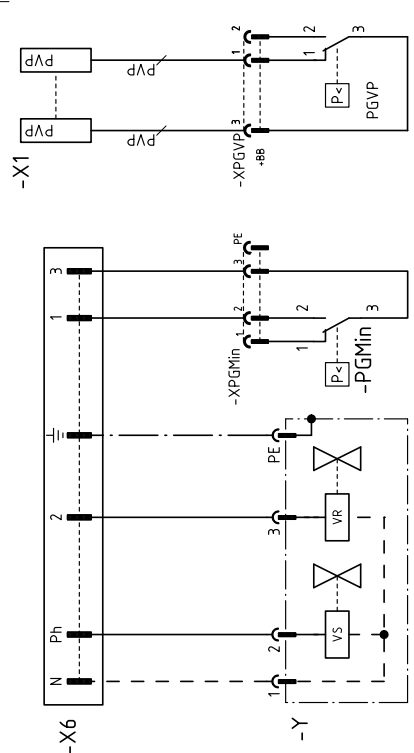 -X1
PVP
PVP
PVP
PVP
-XPGVP
3
1
2
+BB
1
2
3
P<
PGVP
-X6
N
Ph
2
1
3
-XPGMin
1
2
3
PE
1
2
3
P<
-PGMin
-Y
1
2
3
PE
VS
VR